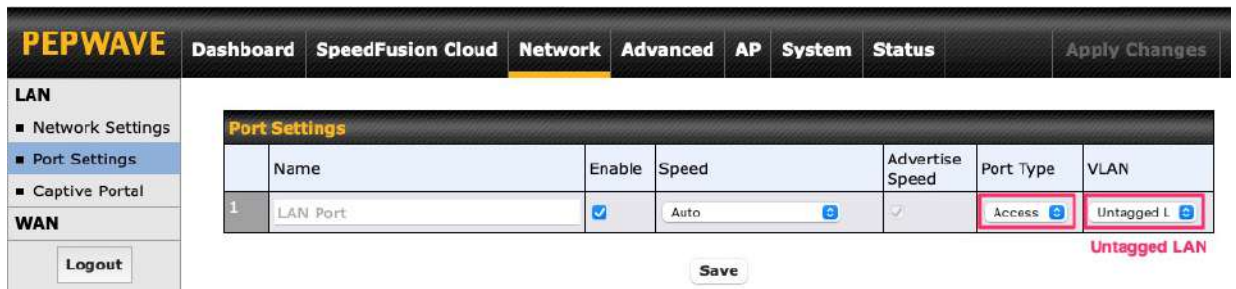 PEPWAVE
Dashboard SpeedFusion Cloud Network Advanced AP System Status Apply Changes
LAN
Network Settings
Port Settings
Captive Portal
WAN
Logout
Port Settings
Name Enable Speed Advertise Speed Port Type VLAN
1 LAN Port Auto Access Untagged L
Untagged LAN
Save